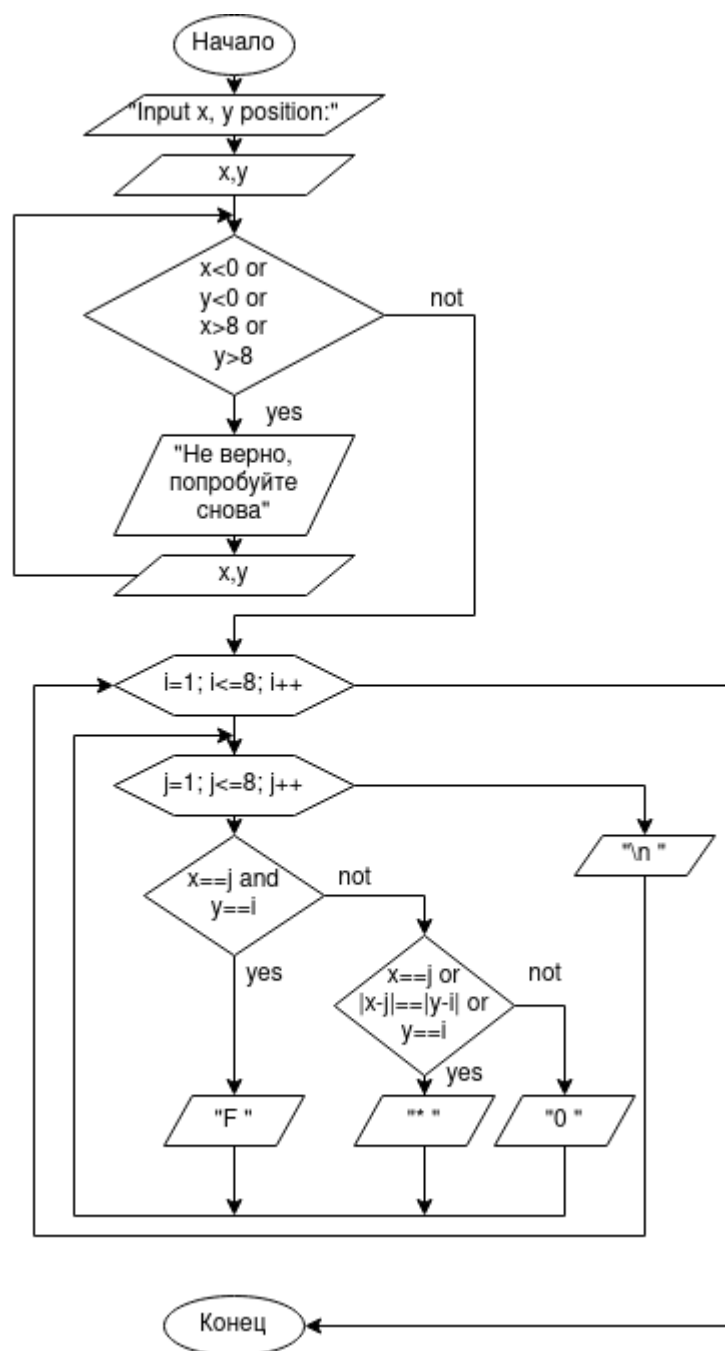 Начало
"Input x, y position:"
x,y
x<0 or
y<0 or
x>8 or
y>8
not
yes
"Не верно,
попробуйте
снова"
x,y
i=1; i<=8; i++
j=1; j<=8; j++
"\n "
x==j and
y==i
not
yes
x==j or
|x-j|==|y-i| or
y==i
not
yes
"F "
"* "
"0 "
Конец